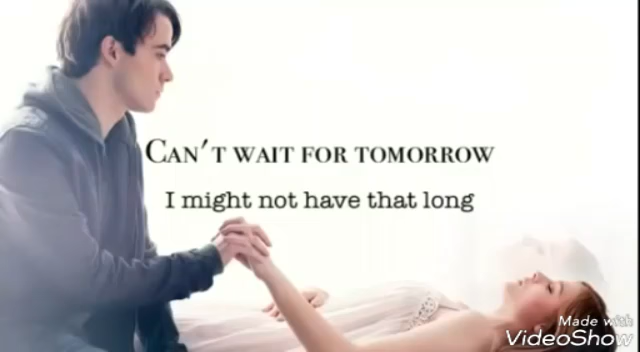 CAN'T WAIT FOR TOMORROW
I might not have that long
Made with
VideoShow